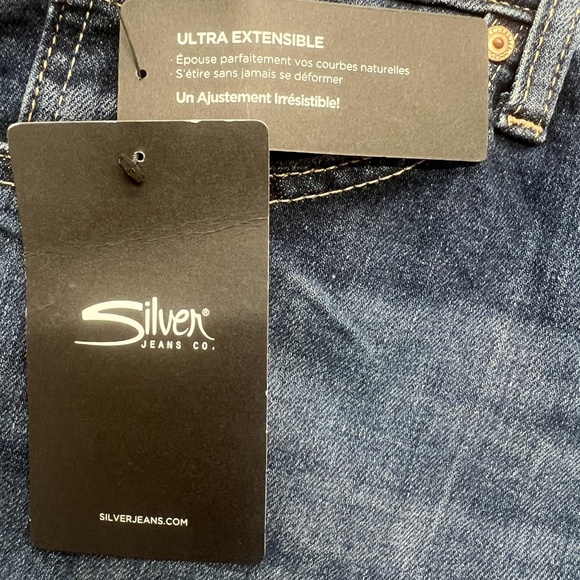 ULTRA EXTENSIBLE
· Épouse parfaitement vos courbes naturelles
· S'étire sans jamais se déformer
Un Ajustement Irrésistible!
Silver®
JEANS CO.
SILVERJEANS.COM